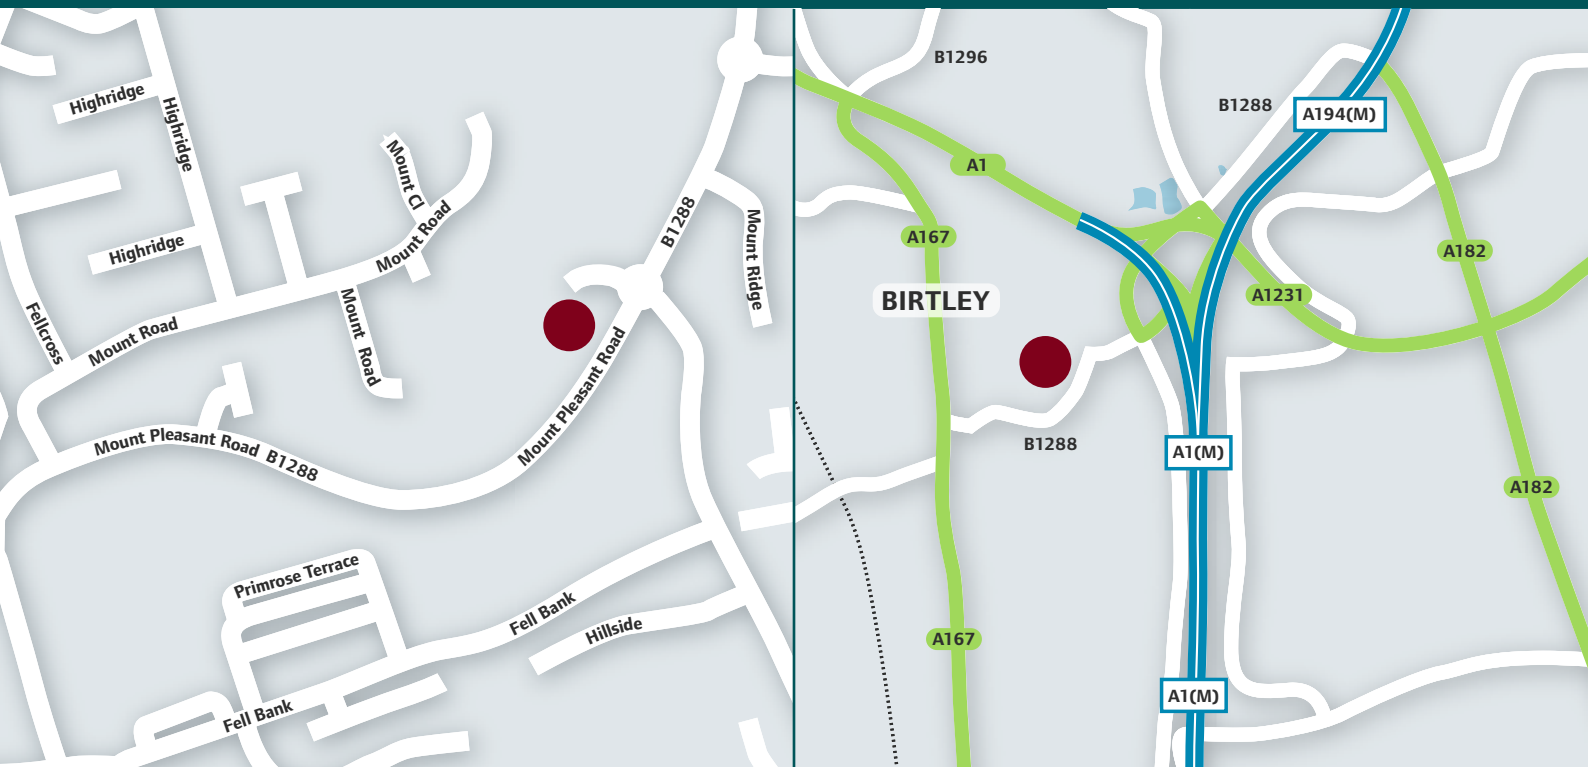 Highridge
Highridge
Highridge
Fellcross
Mount Road
Mount Road
Mount Road
Mount Cl
B1288
Mount Ridge
Mount Pleasant Road
Mount Pleasant Road B1288
Primrose Terrace
Fell Bank
Fell Bank
Hillside
B1296
B1288
A194(M)
A1
A167
A182
BIRTLEY
A1231
B1288
A1(M)
A182
A167
A1(M)